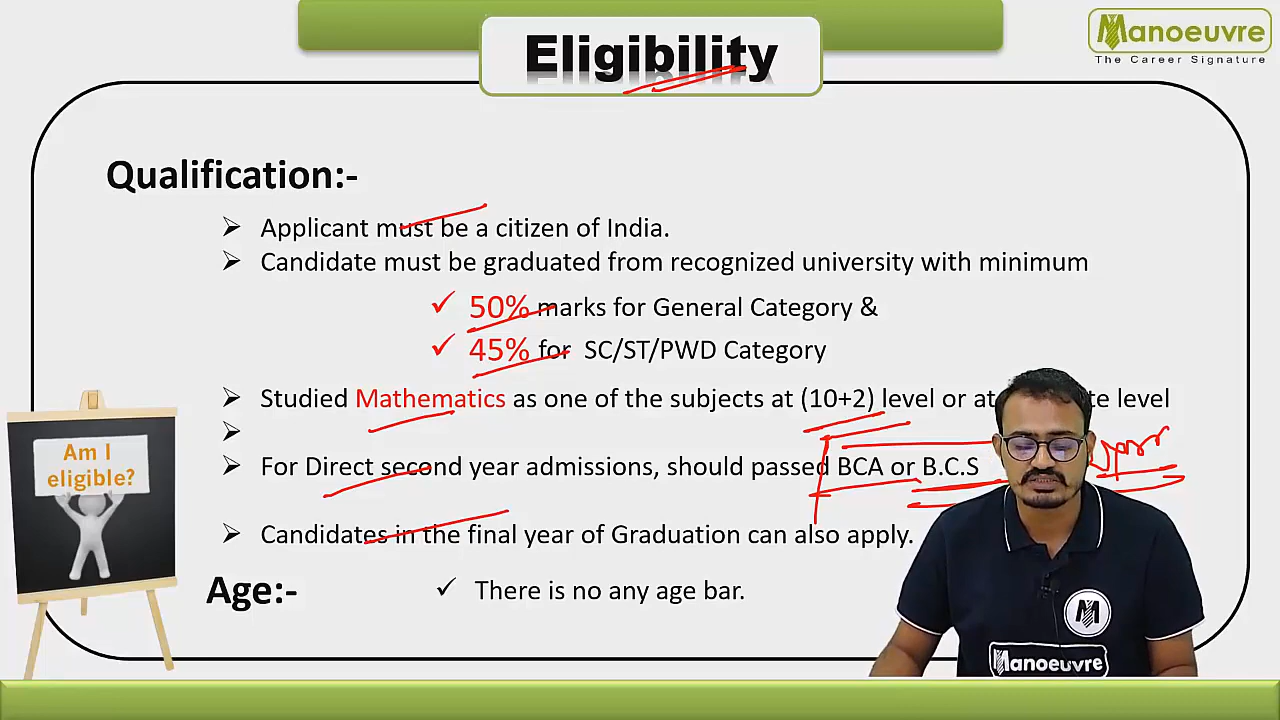 Eligibility
Manoeuvre
The Career Signature
Qualification:-
Applicant must be a citizen of India.
Candidate must be graduated from recognized university with minimum
50% marks for General Category &
45% for SC/ST/PWD Category
Studied Mathematics as one of the subjects at (10+2) level or at level
For Direct second year admissions, should passed BCA or B.C.S
Candidates in the final year of Graduation can also apply.
Age:-
There is no any age bar.
Am I
eligible?
M
Manoeuvre